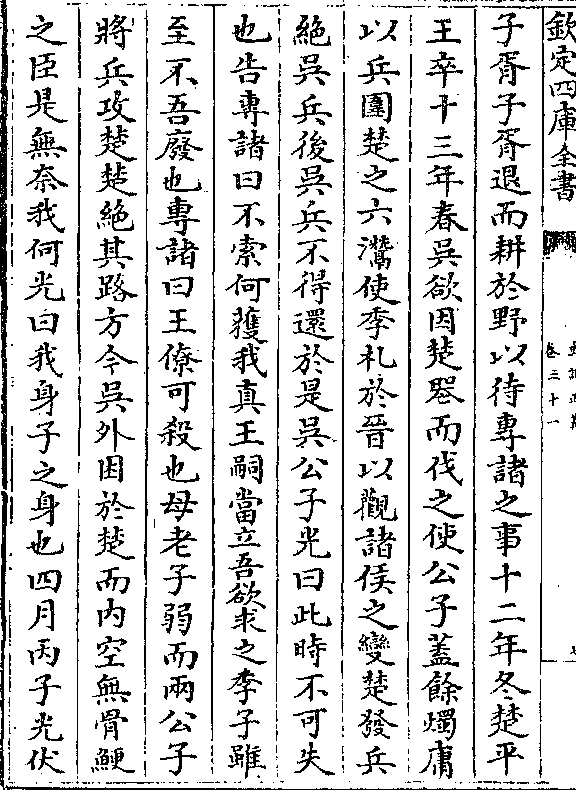 欽定四庫全書
卷三十一
子胥子胥退而耕於野以待專諸之事十二年冬楚平
王卒十三年春吳欲因楚喪而伐之使公子蓋餘燭庸
以兵圍楚之六灊使季札於晉以觀諸侯之變楚發兵
絕吳兵後吳兵不得還於是吳公子光曰此時不可失
也告專諸曰不索何獲我真王嗣當立吾欲求之季子雖
至不吾廢也專諸曰王僚可殺也母老子弱而兩公子
將兵攻楚楚絕其路方今吳外困於楚而內空無骨鯁
之臣是無奈我何光曰我身子之身也四月丙子光伏